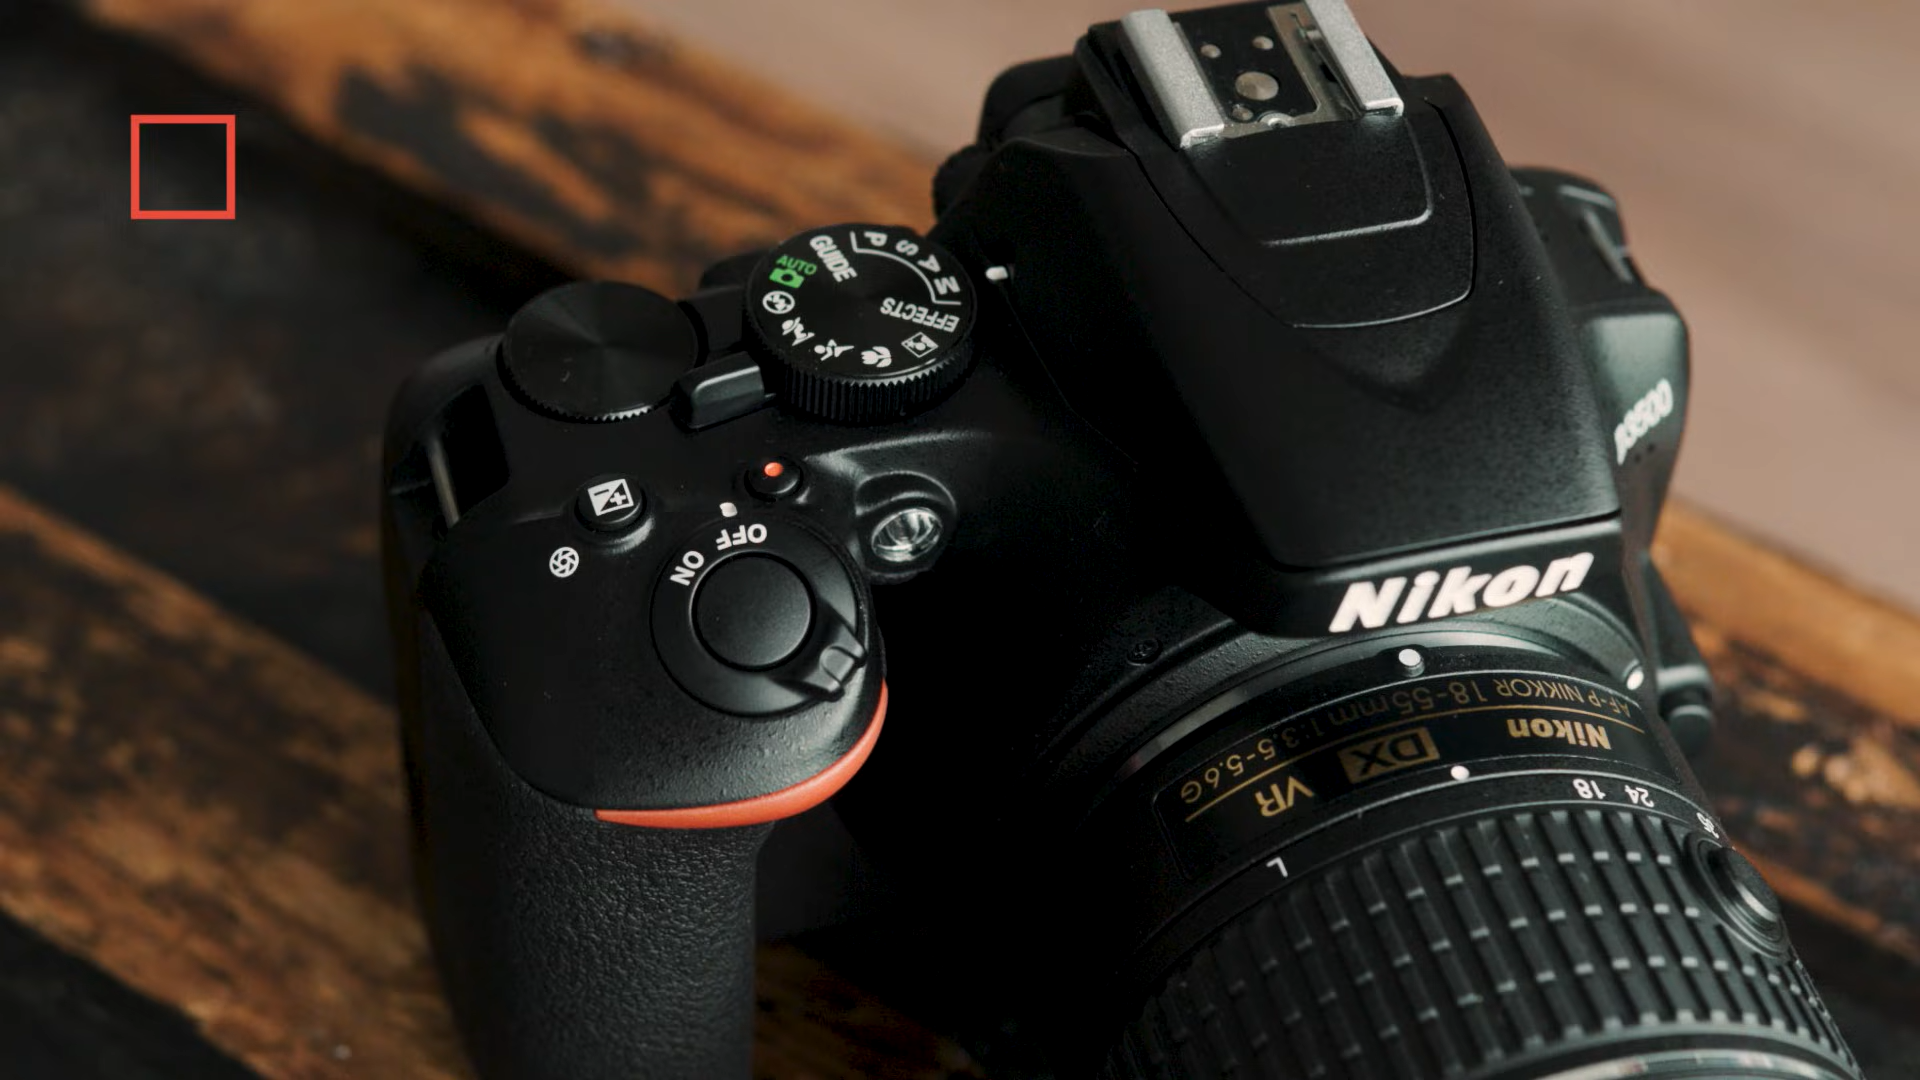 GUIDE
AUTO
P S A M
EFFECTS
D3500
OFF
ON
Nikon
AF-P NIKKOR 18-55mm 1:3.5-5.6G
Nikon
DX
VR
18 24 35
L